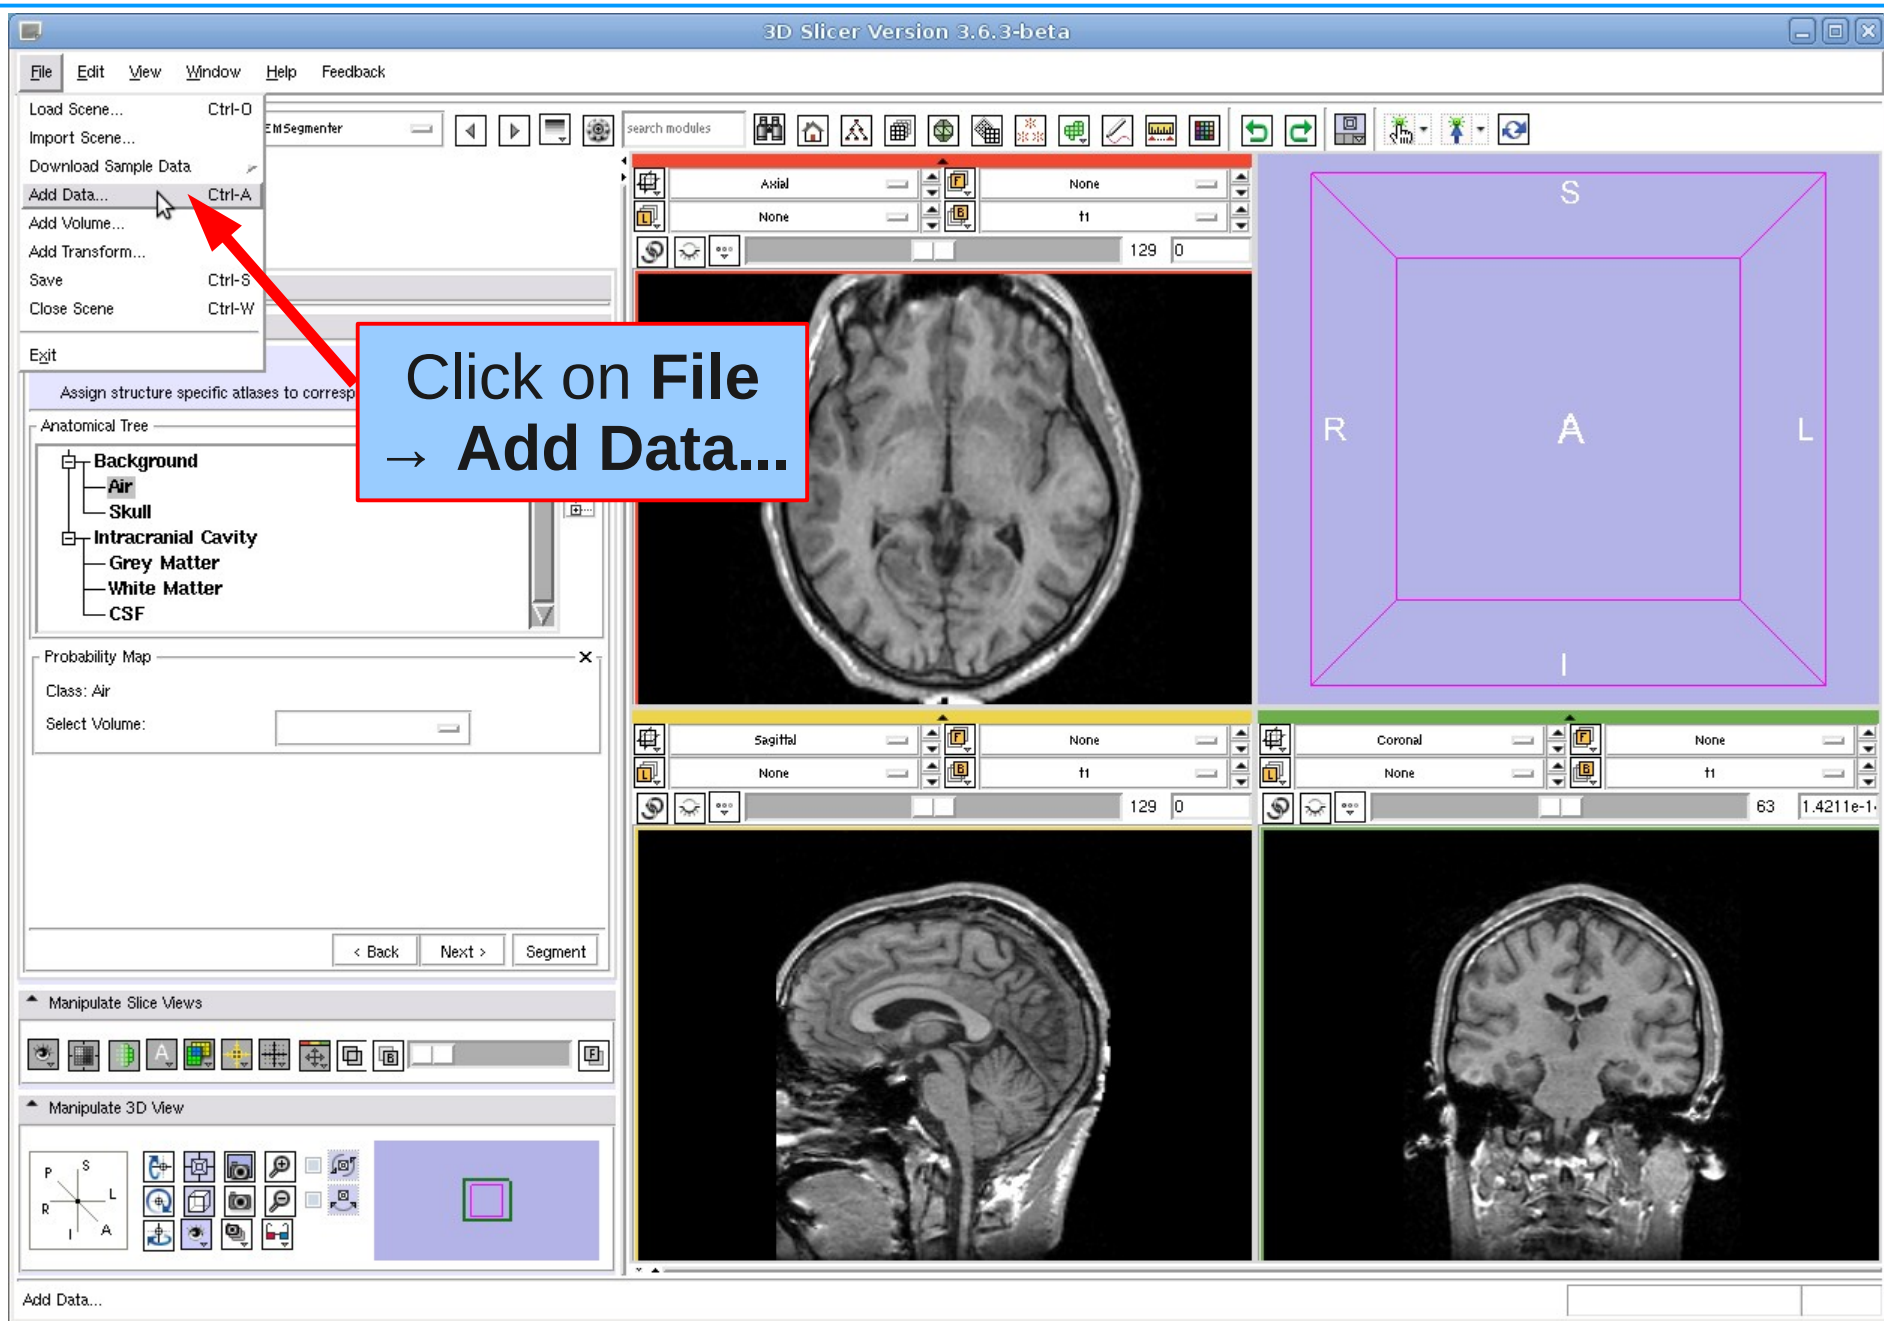 3D Slicer Version 3.6.3-beta
File Edit View Window Help Feedback
Load Scene... Ctrl-O
Import Scene...
Download Sample Data
Add Data... Ctrl-A
Add Volume...
Add Transform...
Save Ctrl-S
Close Scene Ctrl-W
Exit
EMSegmenter
search modules
Click on File
→ Add Data...
Assign structure specific atlases to corresp
Anatomical Tree
Background
Air
Skull
Intracranial Cavity
Grey Matter
White Matter
CSF
Probability Map
Class: Air
Select Volume:
< Back Next > Segment
Manipulate Slice Views
A B F
Manipulate 3D View
P S
R L
I A
Axial F None
L None B t1
129 0
S
R A L
I
Sagittal F None
L None B t1
129 0
Coronal F None
L None B t1
63 1.4211e-1
Add Data...